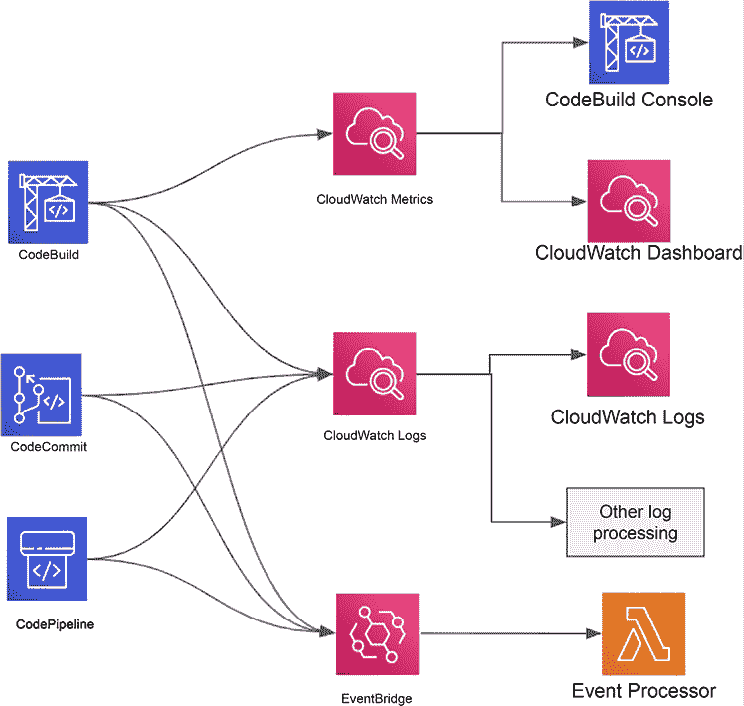 CodeBuild Console
CloudWatch Metrics
CodeBuild
CloudWatch Dashboard
CloudWatch Logs
CloudWatch Logs
CodeCommit
Other log
processing
CodePipeline
EventBridge
Event Processor